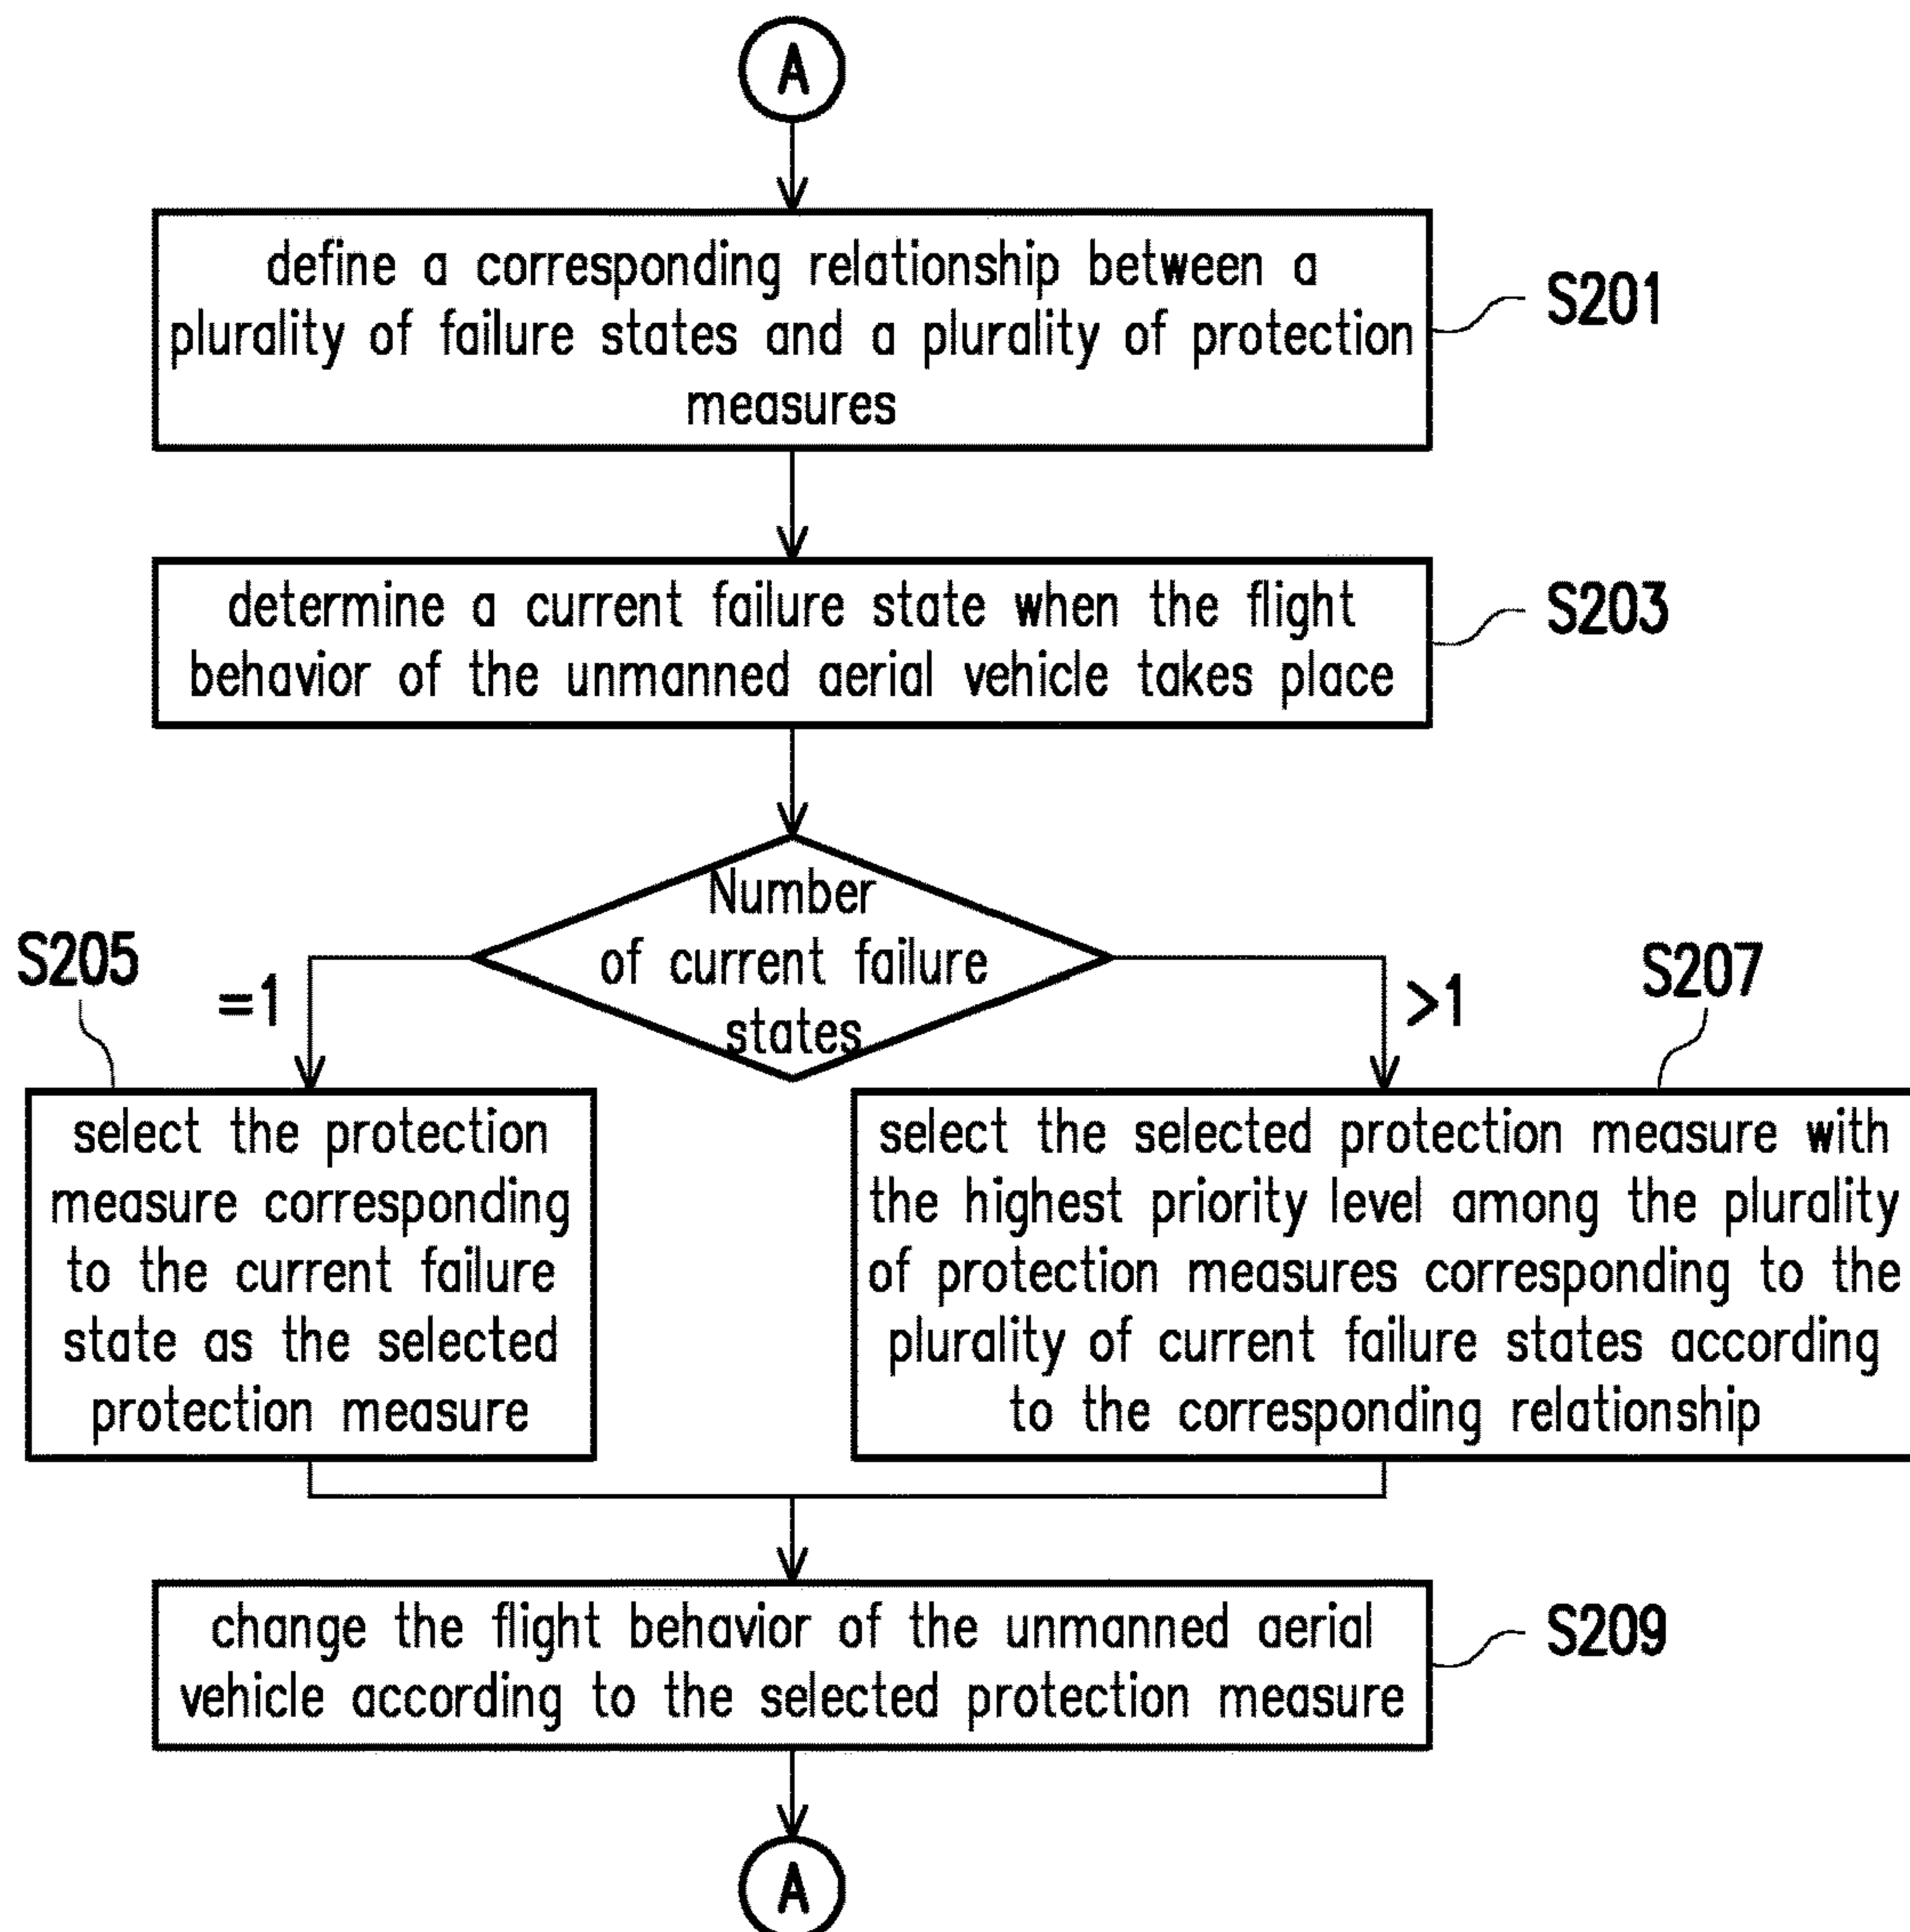 A
define a corresponding relationship between a
plurality of failure states and a plurality of protection
measures
S201
determine a current failure state when the flight
behavior of the unmanned aerial vehicle takes place
S203
Number
of current failure
states
S205
=1
>1
S207
select the protection
measure corresponding
to the current failure
state as the selected
protection measure
select the selected protection measure with
the highest priority level among the plurality
of protection measures corresponding to the
plurality of current failure states according
to the corresponding relationship
change the flight behavior of the unmanned aerial
vehicle according to the selected protection measure
S209
A